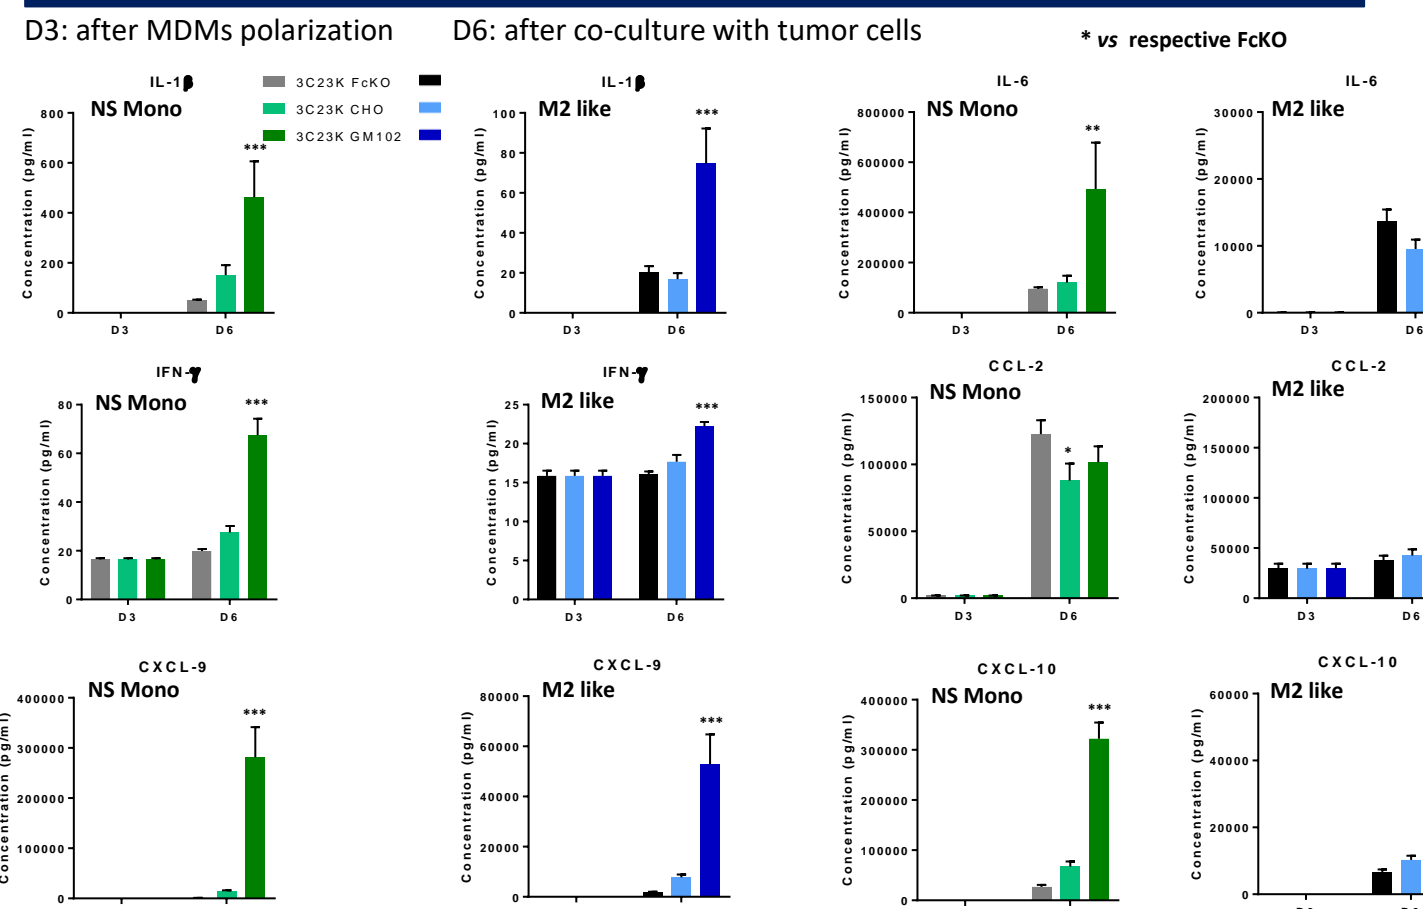 D3: after MDMs polarization D6: after co-culture with tumor cells
* vs respective FcKO
IL-1β
NS Mono
3C23K FcKO
3C23K CHO
3C23K GM102
Concentration (pg/ml)
800
600
400
200
0
***
D3 D6
IL-1β
M2 like
Concentration (pg/ml)
100
80
60
40
20
0
***
D3 D6
IL-6
NS Mono
Concentration (pg/ml)
800000
600000
400000
200000
0
**
D3 D6
IL-6
M2 like
Concentration (pg/ml)
30000
20000
10000
0
D3 D6
IFN-γ
NS Mono
Concentration (pg/ml)
80
60
40
20
0
***
D3 D6
IFN-γ
M2 like
Concentration (pg/ml)
25
20
15
10
5
0
***
D3 D6
CCL-2
NS Mono
Concentration (pg/ml)
150000
100000
50000
0
*
D3 D6
CCL-2
M2 like
Concentration (pg/ml)
200000
150000
100000
50000
0
D3 D6
CXCL-9
NS Mono
Concentration (pg/ml)
400000
300000
200000
100000
0
***
CXCL-9
M2 like
Concentration (pg/ml)
80000
60000
40000
20000
0
***
CXCL-10
NS Mono
Concentration (pg/ml)
400000
300000
200000
100000
0
***
CXCL-10
M2 like
Concentration (pg/ml)
60000
40000
20000
0